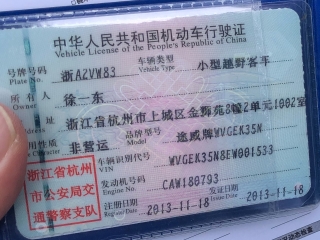 中华人民共和国机动车行驶证
Vehicle License of the People's Republic of China
号牌号码 浙AZVW83 车辆类型 小型越野客车
Plate No. Vehicle Type
所有人 徐一东
Owner
浙江省杭州市上城区金狮苑8幢2单元1002室
Address
使用性质 非营运 品牌型号 途威牌WVGEK35N
Model
浙江省杭州 车辆识别代号 WVGEK35N8EW001533
VIN
市公安局交 发动机号码 CAW180793
Engine No.
通警察支队 注册日期 2013-11-18 发证日期 2013-11-18
Register Date Issue Date